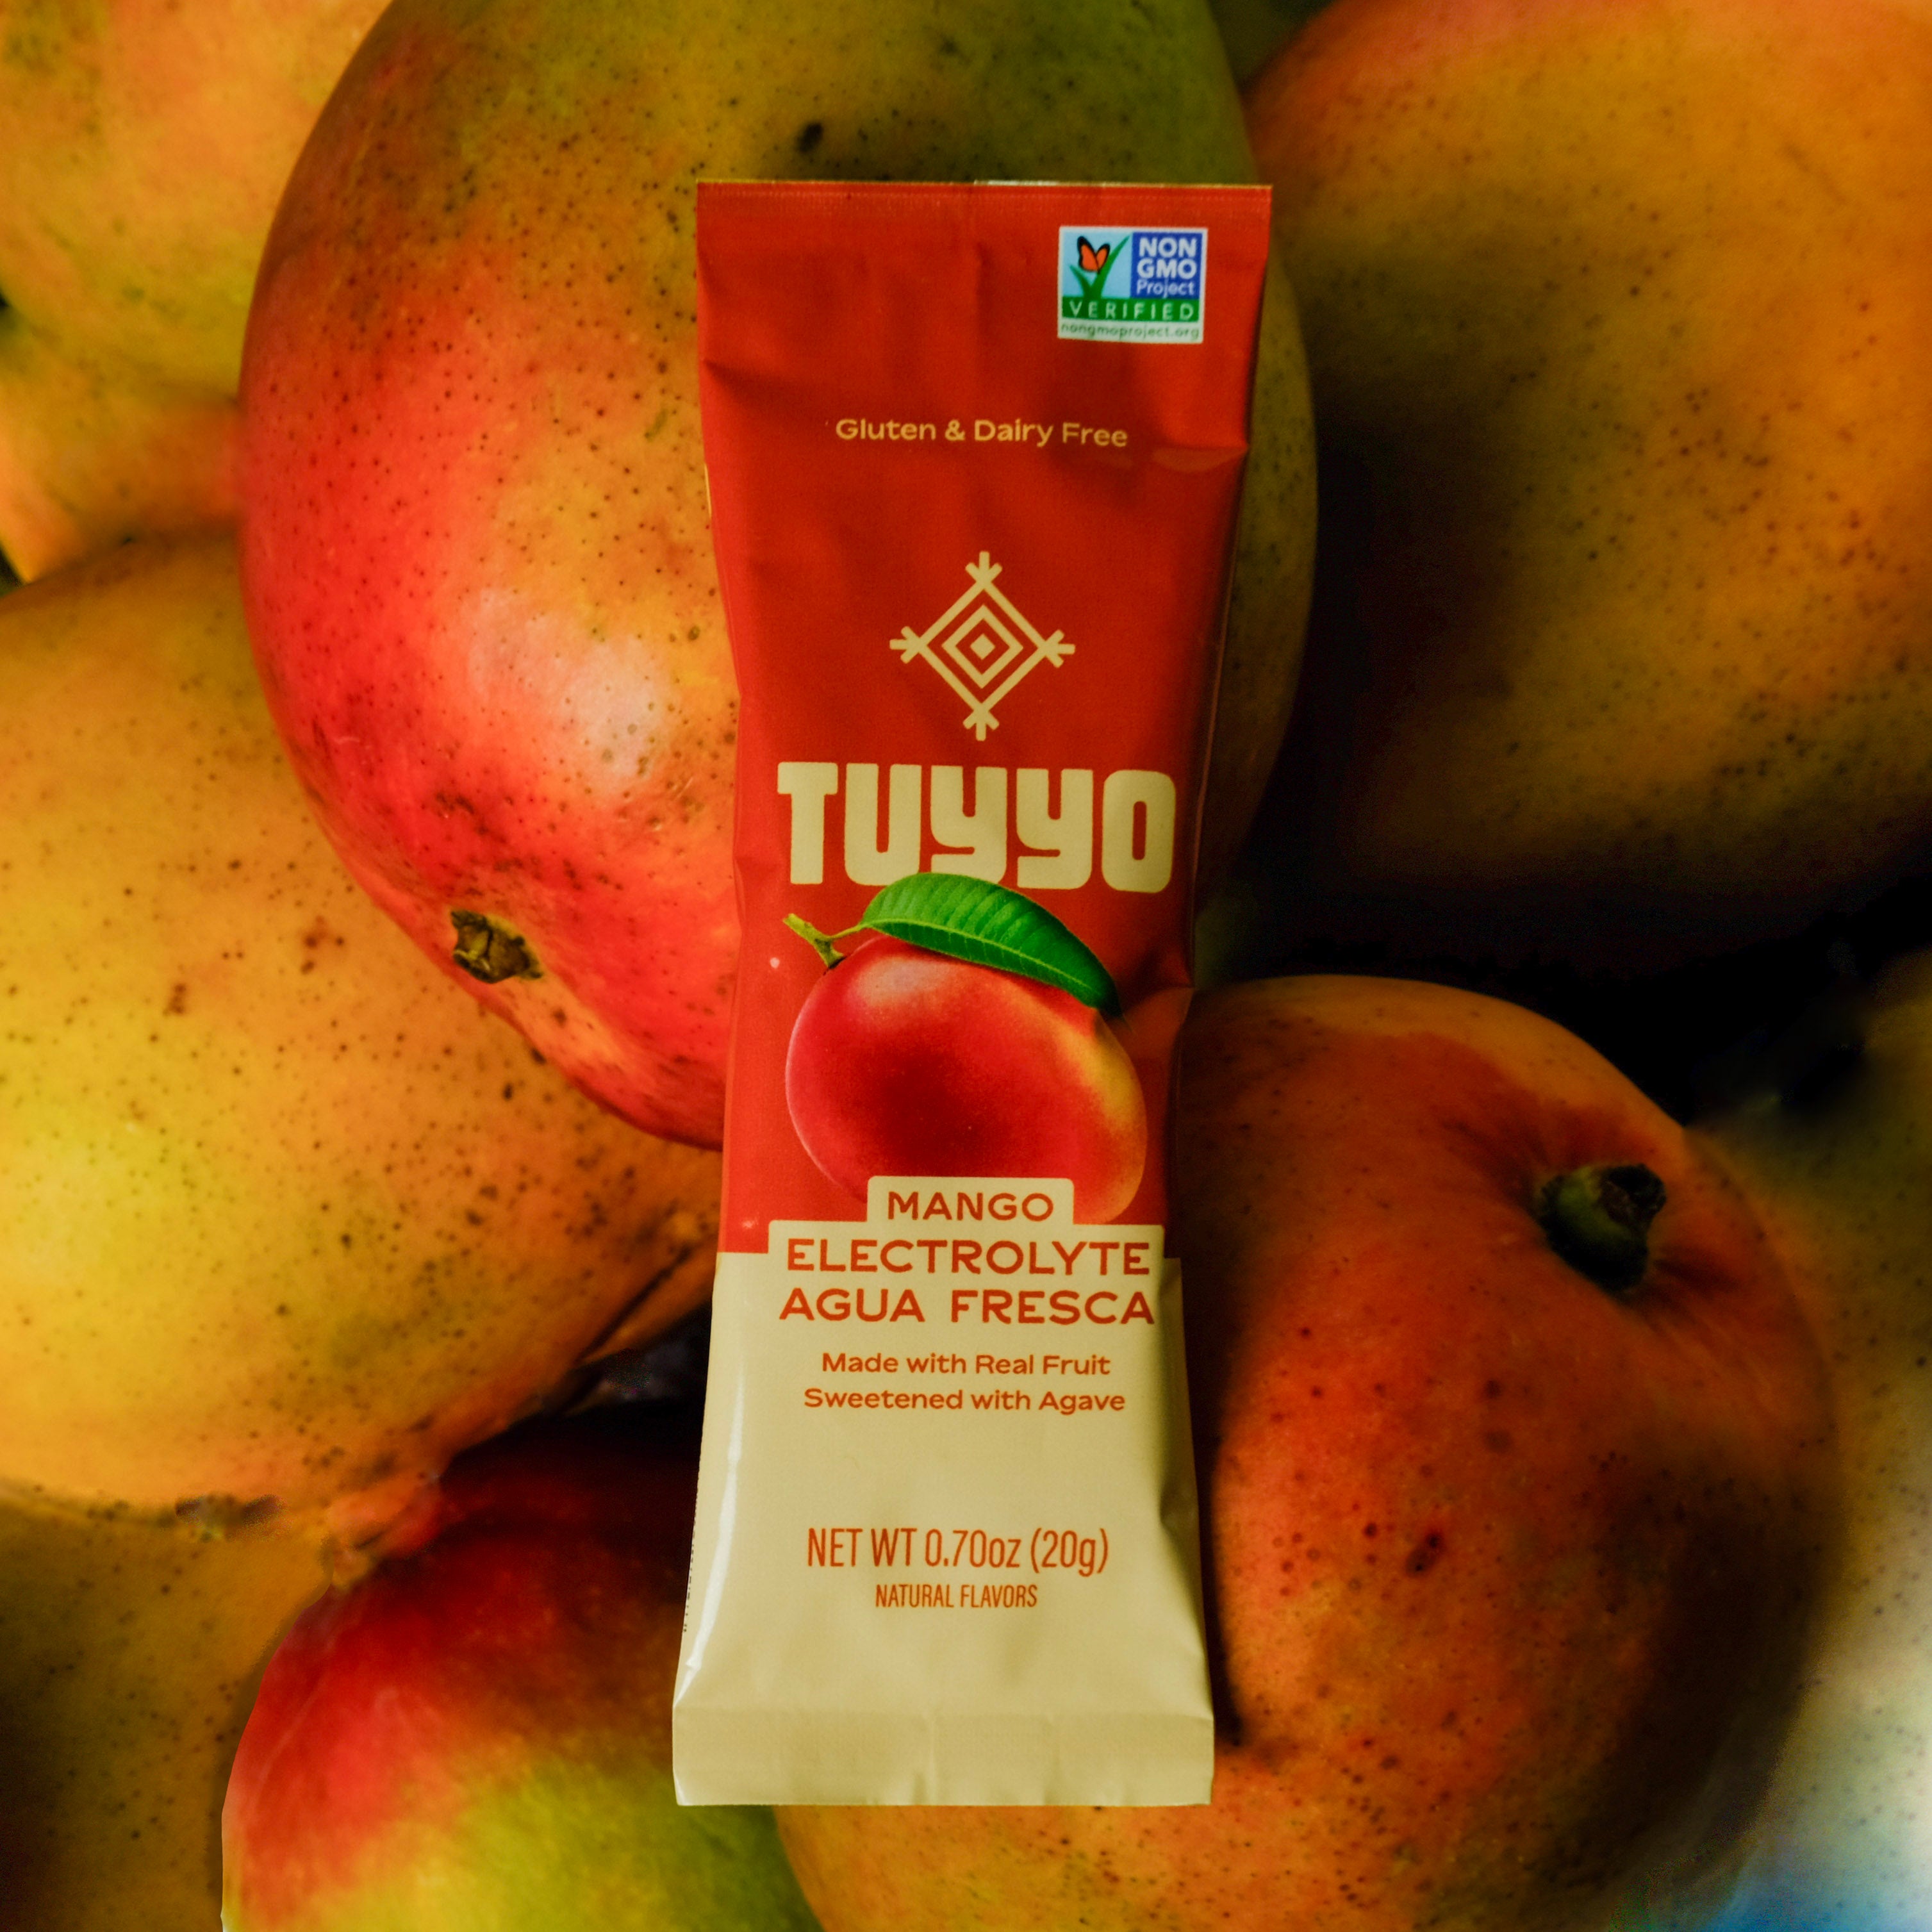 NON
GMO
Project
VERIFIED
nongmoproject.org
Gluten & Dairy Free
TUYYO
MANGO
ELECTROLYTE
AGUA FRESCA
Made with Real Fruit
Sweetened with Agave
NET WT 0.70oz (20g)
NATURAL FLAVORS